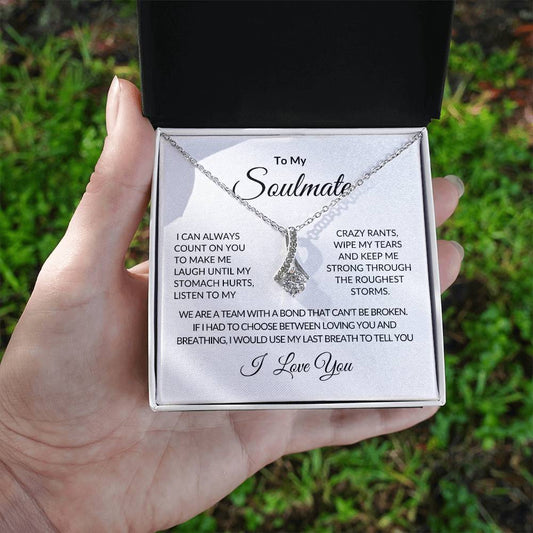 To My
Soulmate
I CAN ALWAYS
COUNT ON YOU
TO MAKE ME
LAUGH UNTIL MY
STOMACH HURTS,
LISTEN TO MY
CRAZY RANTS,
WIPE MY TEARS
AND KEEP ME
STRONG THROUGH
THE ROUGHEST
STORMS.
WE ARE A TEAM WITH A BOND THAT CAN'T BE BROKEN.
IF I HAD TO CHOOSE BETWEEN LOVING YOU AND
BREATHING, I WOULD USE MY LAST BREATH TO TELL YOU
I Love You